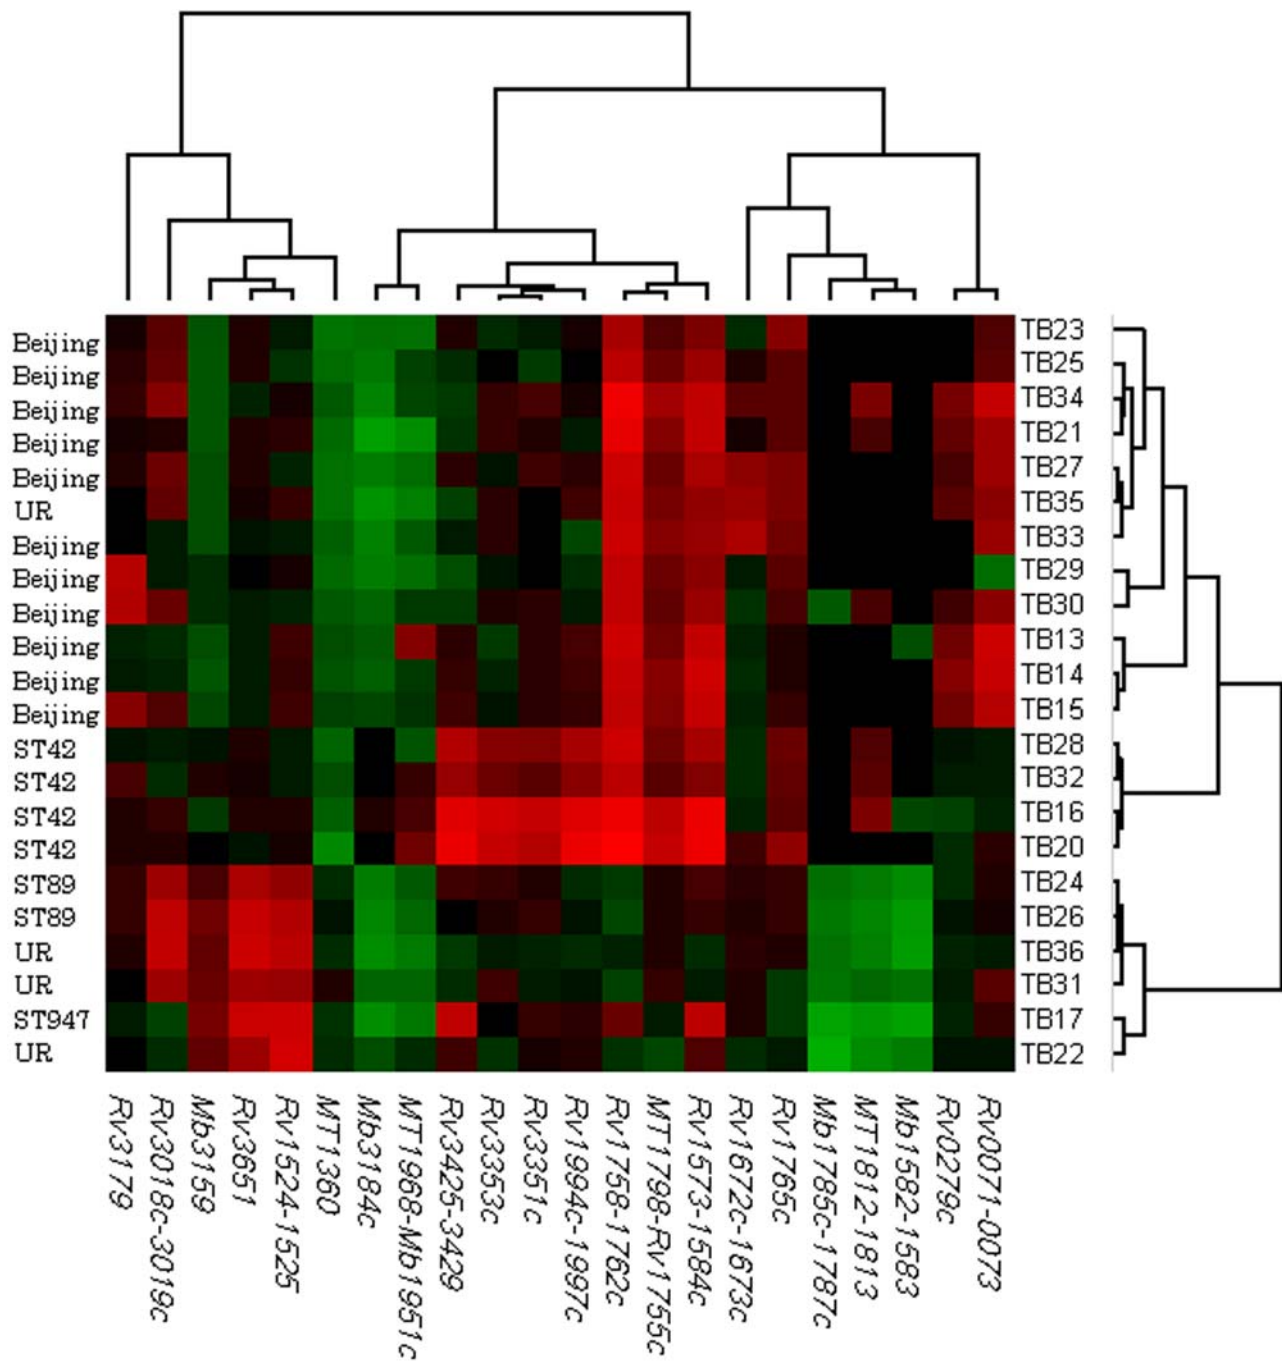 Beijing TB23
Beijing TB25
Beijing TB34
Beijing TB21
Beijing TB27
UR TB35
Beijing TB33
Beijing TB29
Beijing TB30
Beijing TB13
Beijing TB14
Beijing TB15
ST42 TB28
ST42 TB32
ST42 TB16
ST42 TB20
ST89 TB24
ST89 TB26
UR TB36
UR TB31
ST947 TB17
UR TB22
Rv3179
Rv3018c-3019c
Mb3159
Rv3651
Rv1524-1525
MT1360
Mb3184c
MT1968-Mb1951c
Rv3425-3429
Rv3353c
Rv3351c
Rv1994c-1997c
Rv1758-1762c
MT1798-Rv1755c
Rv1573-1584c
Rv1672c-1673c
Rv1765c
Mb1785c-1787c
MT1812-1813
Mb1582-1583
Rv0279c
Rv0071-0073